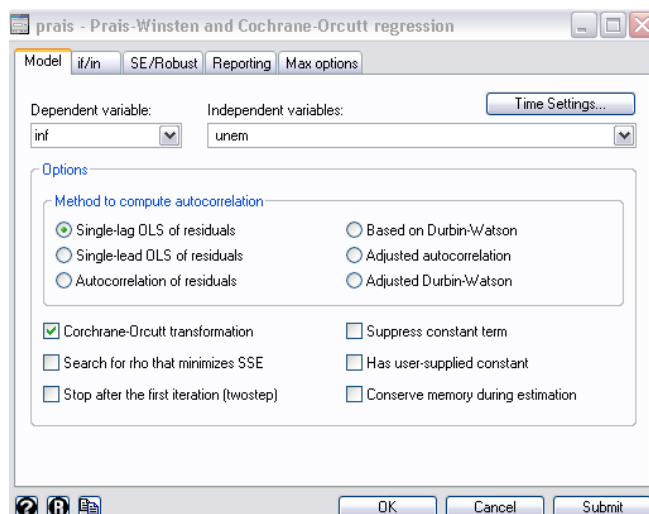 prais - Prais-Winsten and Cochrane-Orcutt regression
Model if/in SE/Robust Reporting Max options
Time Settings...
Dependent variable: Independent variables:
inf unem
Options
Method to compute autocorrelation
Single-lag OLS of residuals Based on Durbin-Watson
Single-lead OLS of residuals Adjusted autocorrelation
Autocorrelation of residuals Adjusted Durbin-Watson
Corchrane-Orcutt transformation Suppress constant term
Search for rho that minimizes SSE Has user-supplied constant
Stop after the first iteration (twostep) Conserve memory during estimation
? R OK Cancel Submit